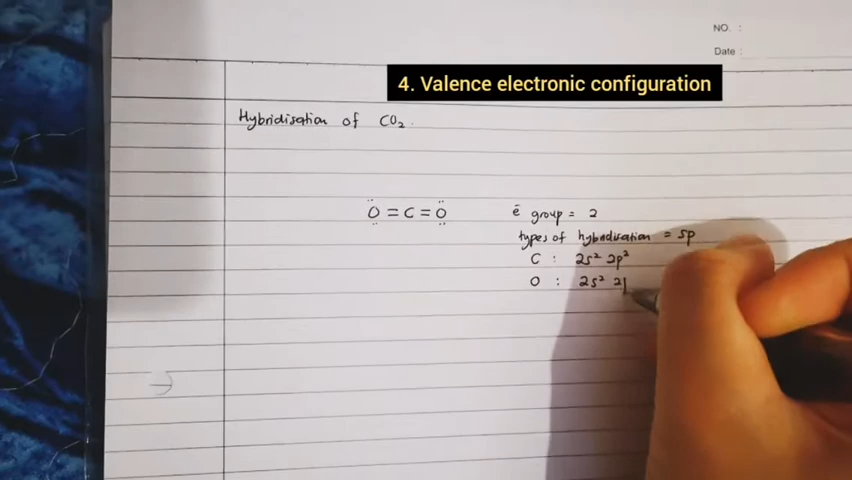 NO. :
Date :
4. Valence electronic configuration
Hybridisation of CO₂.
O = C = O
ē group = 2
types of hybridisation = sp
C : 2s² 2p²
O : 2s² 2